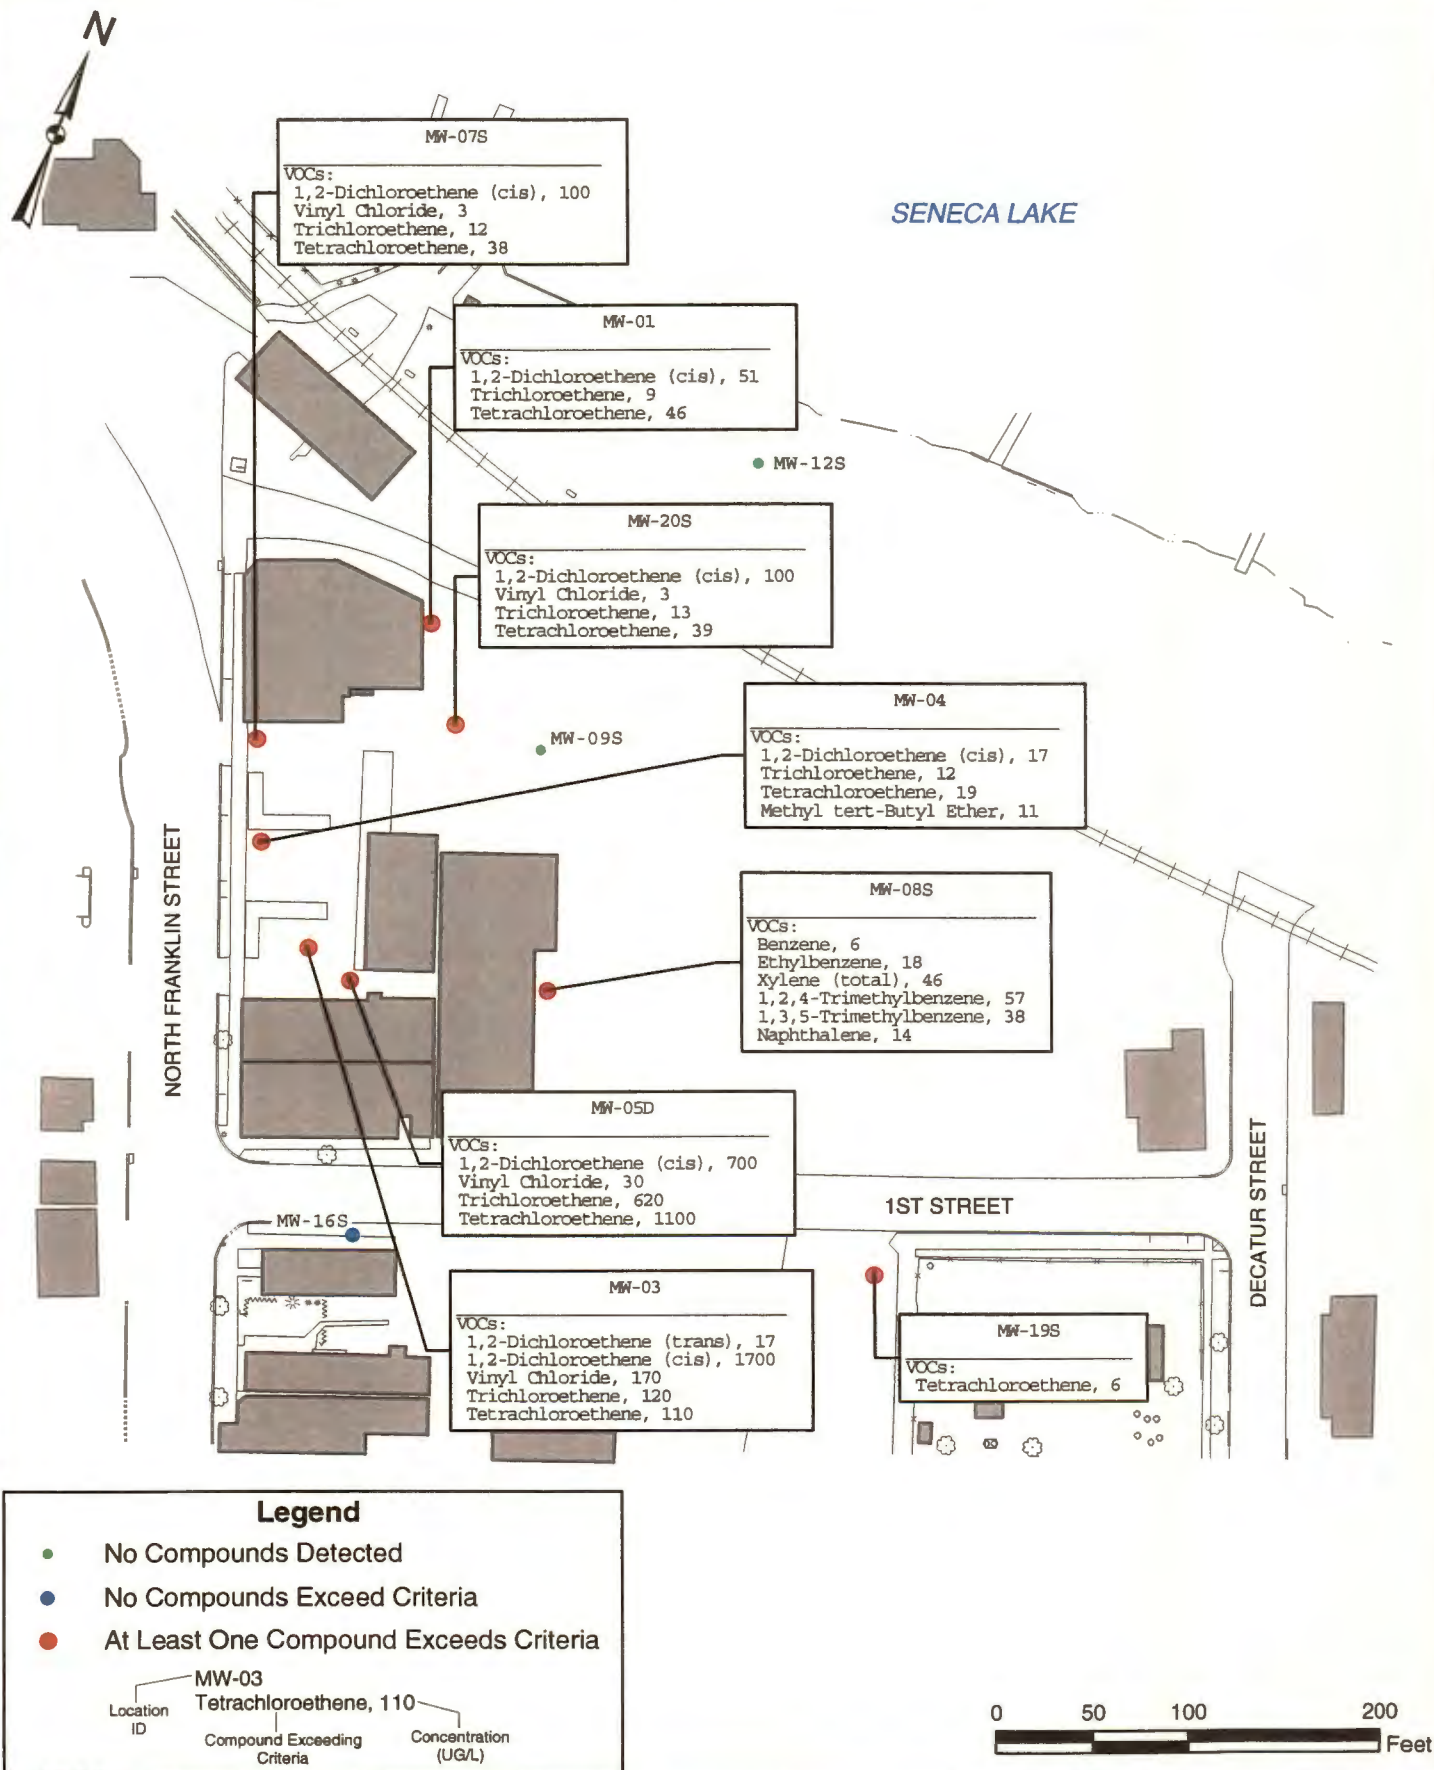 N
MW-07S
VOCs:
1,2-Dichloroethene (cis), 100
Vinyl Chloride, 3
Trichloroethene, 12
Tetrachloroethene, 38
SENECA LAKE
MW-01
VOCs:
1,2-Dichloroethene (cis), 51
Trichloroethene, 9
Tetrachloroethene, 46
MW-12S
MW-20S
VOCs:
1,2-Dichloroethene (cis), 100
Vinyl Chloride, 3
Trichloroethene, 13
Tetrachloroethene, 39
MW-09S
MW-04
VOCs:
1,2-Dichloroethene (cis), 17
Trichloroethene, 12
Tetrachloroethene, 19
Methyl tert-Butyl Ether, 11
NORTH FRANKLIN STREET
MW-08S
VOCs:
Benzene, 6
Ethylbenzene, 18
Xylene (total), 46
1,2,4-Trimethylbenzene, 57
1,3,5-Trimethylbenzene, 38
Naphthalene, 14
MW-05D
VOCs:
1,2-Dichloroethene (cis), 700
Vinyl Chloride, 30
Trichloroethene, 620
Tetrachloroethene, 1100
1ST STREET
DECATUR STREET
MW-16S
MW-03
VOCs:
1,2-Dichloroethene (trans), 17
1,2-Dichloroethene (cis), 1700
Vinyl Chloride, 170
Trichloroethene, 120
Tetrachloroethene, 110
MW-19S
VOCs:
Tetrachloroethene, 6
Legend
No Compounds Detected
No Compounds Exceed Criteria
At Least One Compound Exceeds Criteria
MW-03
Tetrachloroethene, 110
Location
ID
Compound Exceeding
Criteria
Concentration
(UG/L)
0 50 100 200
Feet